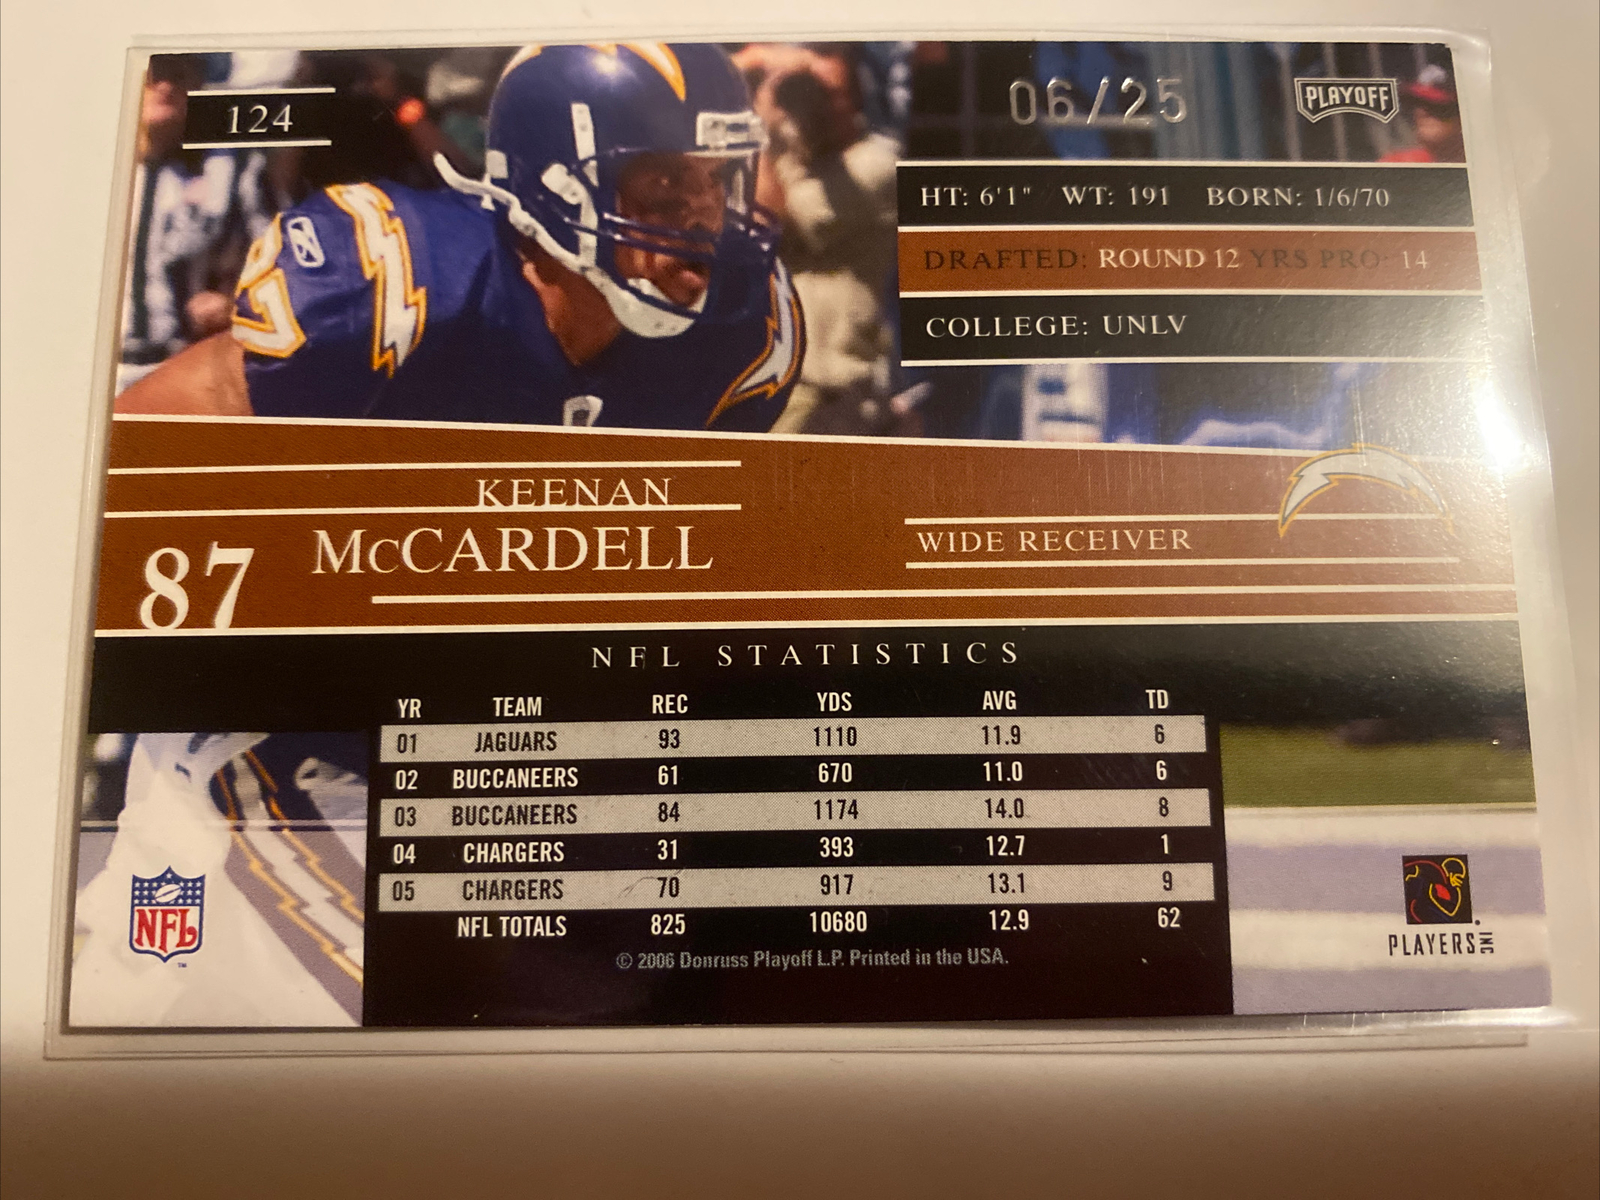 124
06/25
PLAYOFF
HT: 6'1" WT: 191 BORN: 1/6/70
DRAFTED: ROUND 12 YRS PRO: 14
COLLEGE: UNLV
87
KEENAN
McCARDELL
87
WIDE RECEIVER
NFL STATISTICS
YR TEAM REC YDS AVG TD
01 JAGUARS 93 1110 11.9 6
02 BUCCANEERS 61 670 11.0 6
03 BUCCANEERS 84 1174 14.0 8
04 CHARGERS 31 393 12.7 1
05 CHARGERS 70 917 13.1 9
NFL TOTALS 825 10680 12.9 62
© 2006 Donruss Playoff L.P. Printed in the USA.
NFL
TM
PLAYERS INC